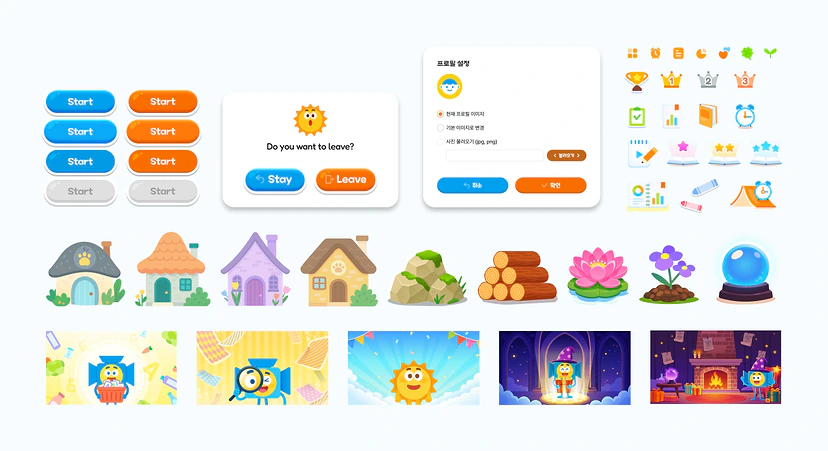 Start
Start
Start
Start
Start
Start
Start
Start
Do you want to leave?
Stay
Leave
프로필 설정
현재 프로필 이미지
기본 이미지로 변경
사진 불러오기 (jpg, png)
불러오기
취소
확인
1
2
3